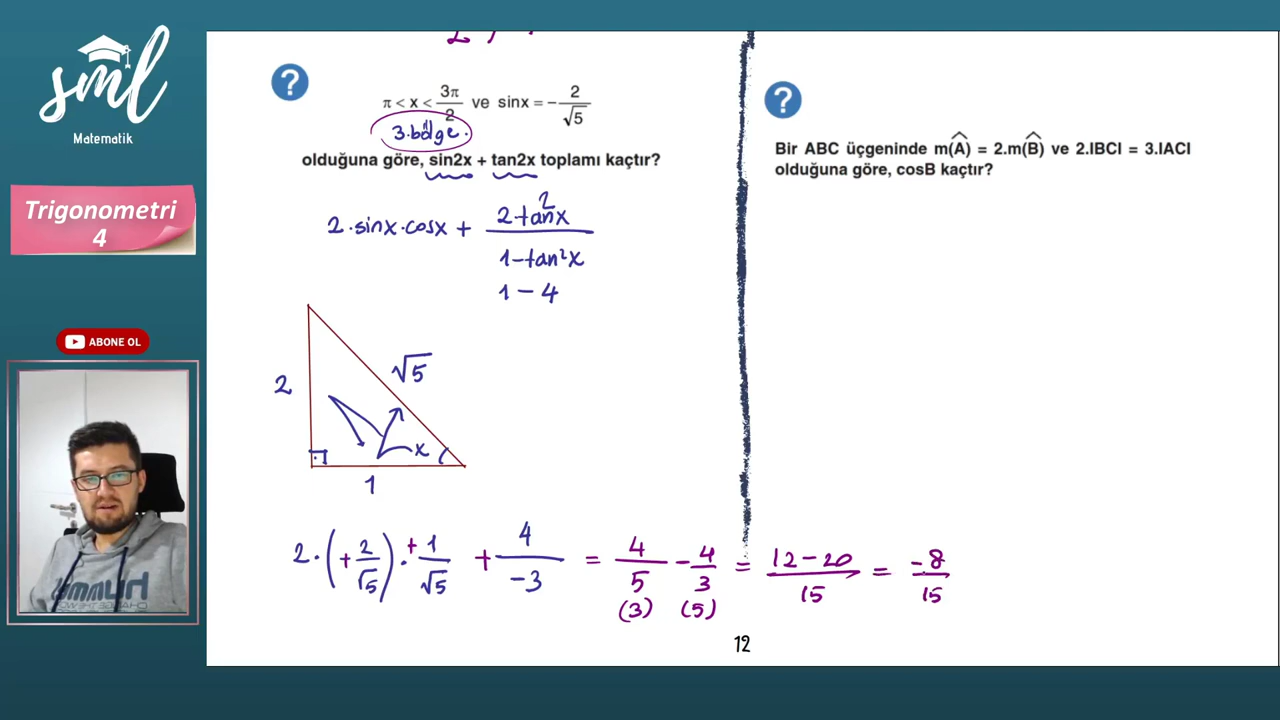 sml
Matematik
Trigonometri
4
ABONE OL
?
π < x < 3π/2 ve sinx = -2/√5
3.bölge.
olduğuna göre, sin2x + tan2x toplamı kaçtır?
2·sinx·cosx + 2tanx/1-tan²x
2
1-4
2
√5
x
1
2·(+2/√5)·+1/√5 + 4/-3 = 4/5 - 4/3 = 12-20/15 = -8/15
(3) (5)
?
Bir ABC üçgeninde m(Â) = 2.m(B̂) ve 2.IBCI = 3.IACI
olduğuna göre, cosB kaçtır?
12